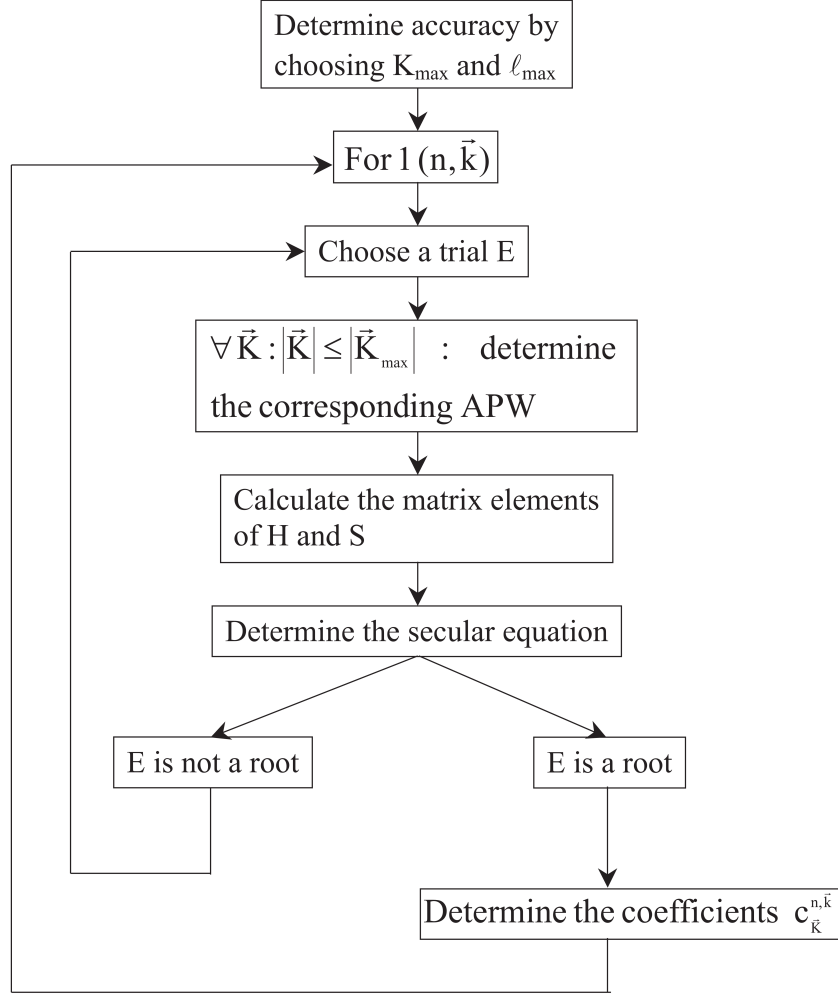 Determine accuracy by
choosing K_max and ℓ_max
For 1 (n, k⃗)
Choose a trial E
∀ K⃗ : |K⃗| ≤ |K⃗_max| : determine
the corresponding APW
Calculate the matrix elements
of H and S
Determine the secular equation
E is not a root
E is a root
Determine the coefficients c_K⃗^{n,k⃗}